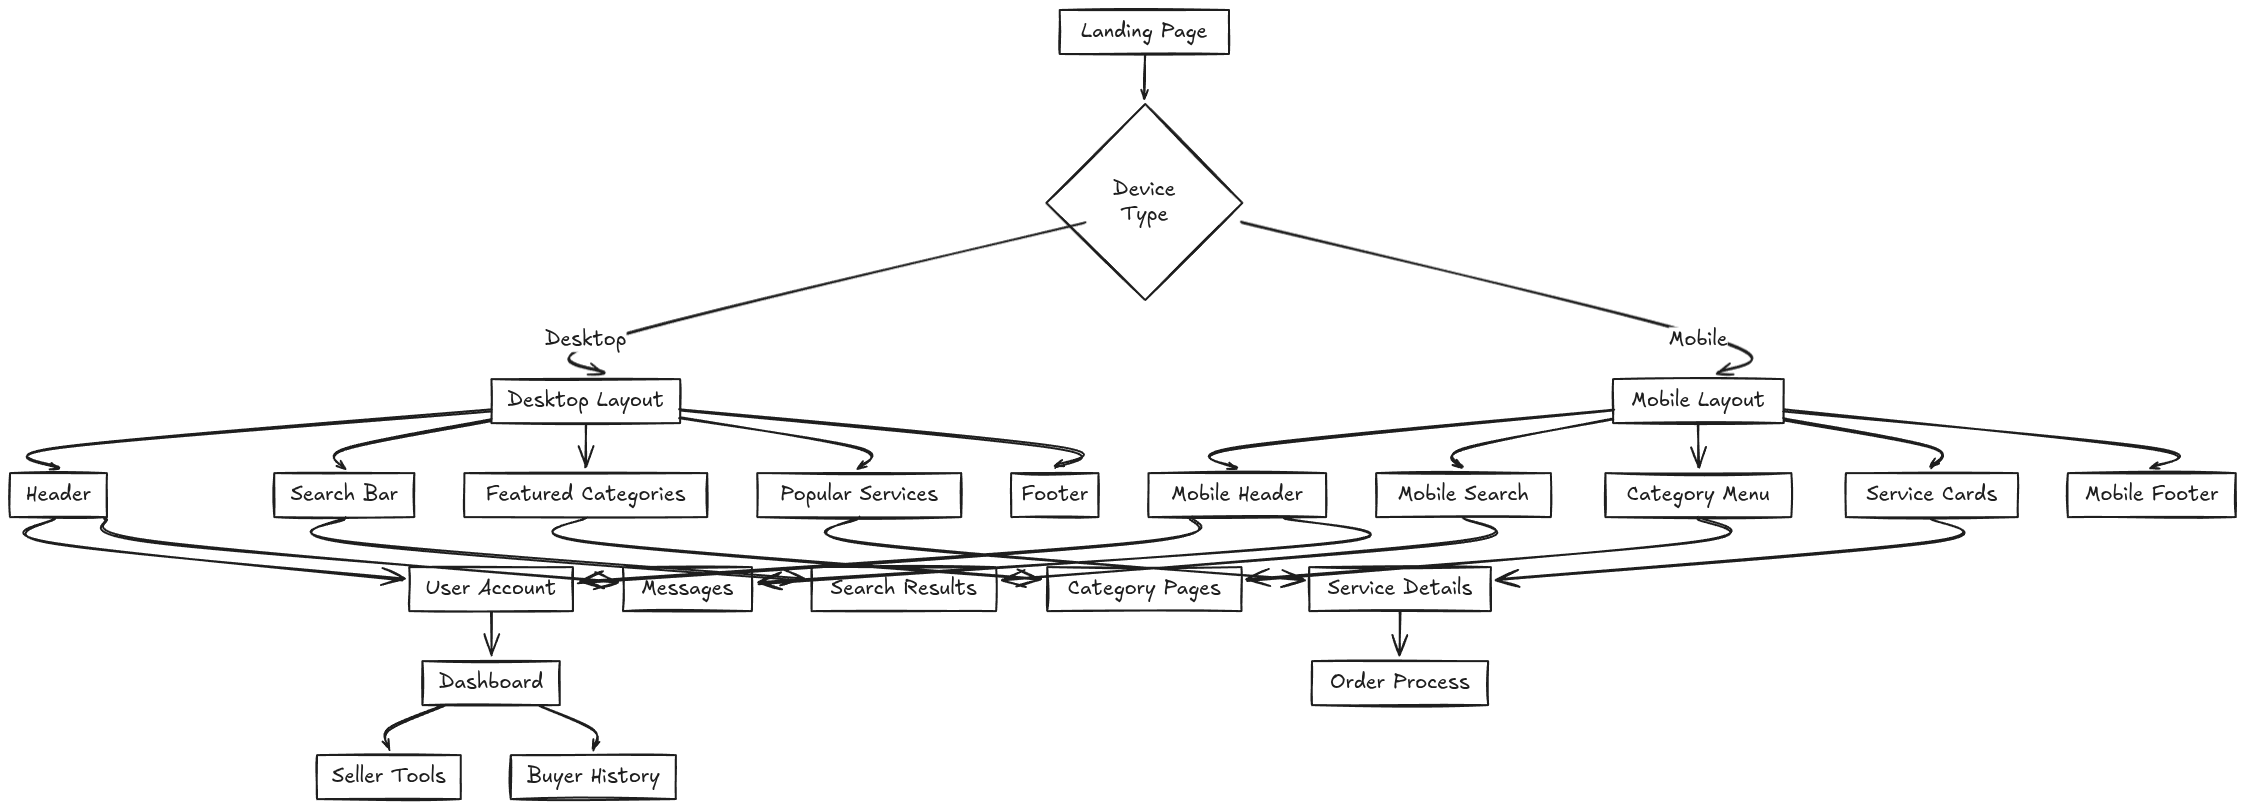 Landing Page
Device
Type
Desktop
Mobile
Desktop Layout
Mobile Layout
Header
Search Bar
Featured Categories
Popular Services
Footer
Mobile Header
Mobile Search
Category Menu
Service Cards
Mobile Footer
User Account
Messages
Search Results
Category Pages
Service Details
Dashboard
Order Process
Seller Tools
Buyer History